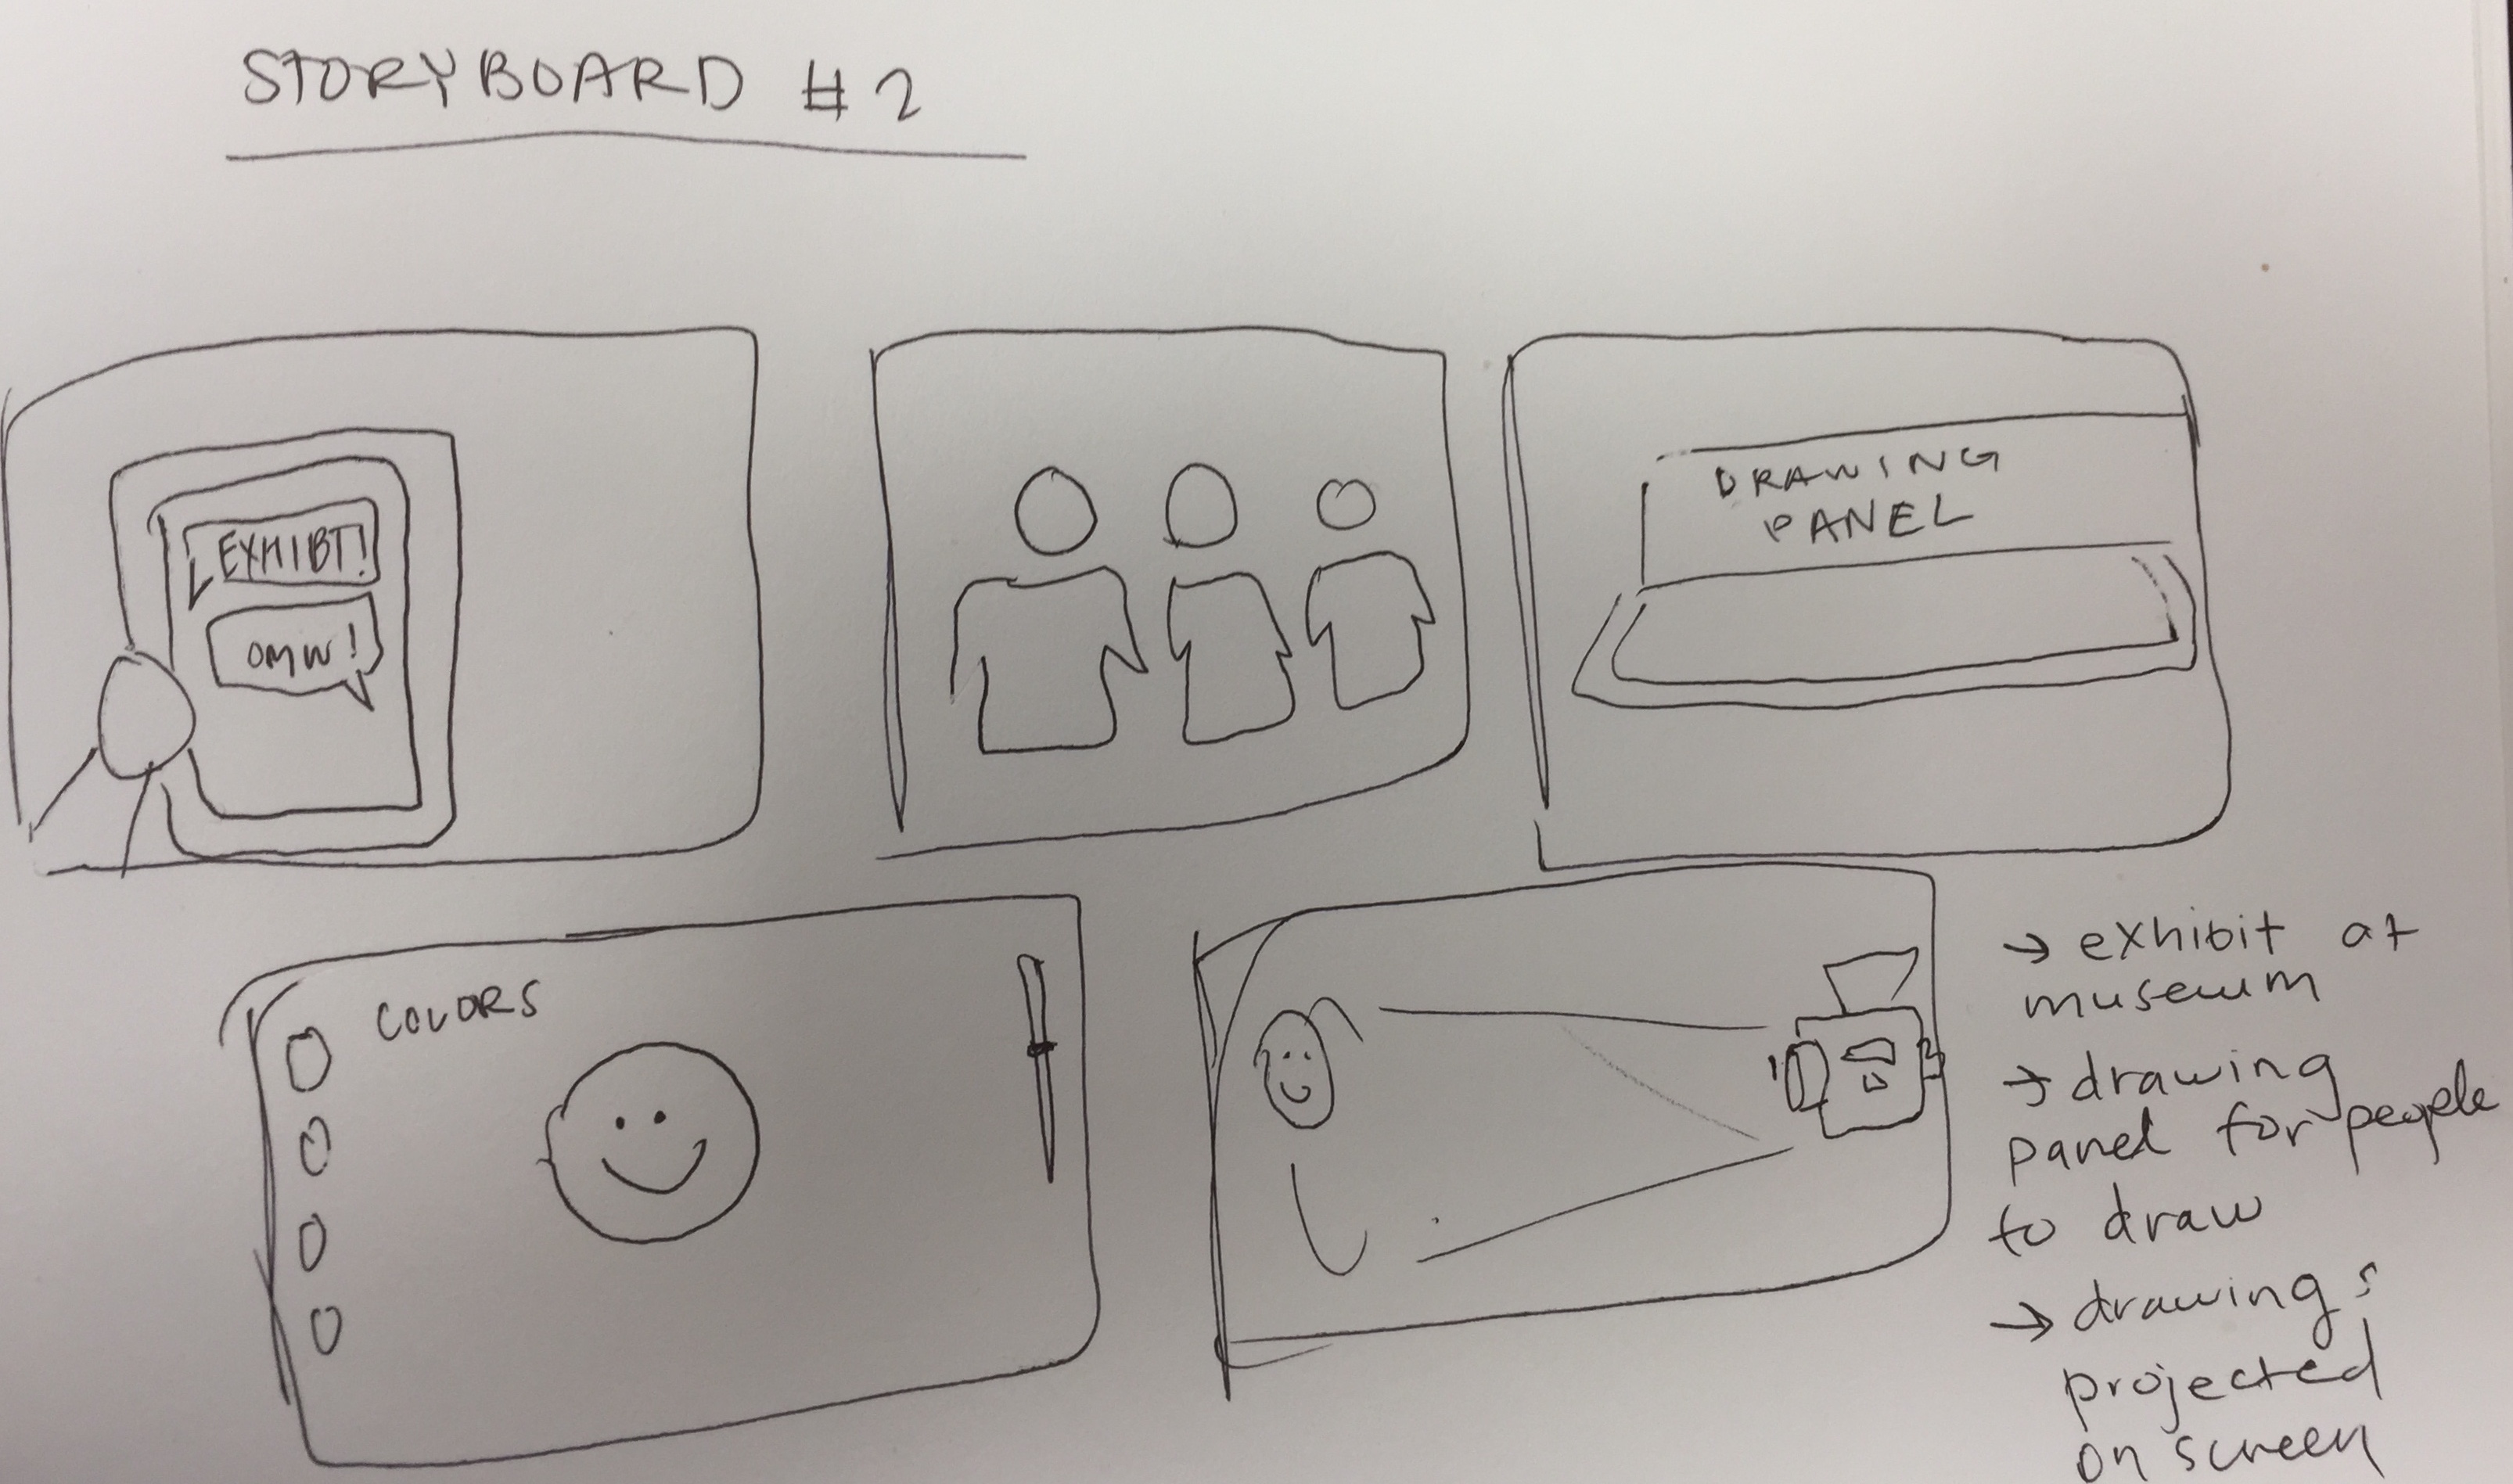 STORYBOARD #2
EXHIBT!
OMW!
DRAWING
PANEL
COLORS
→ exhibit at
museum
→ drawing
panel for people
to draw
→ drawings
projected
on screen